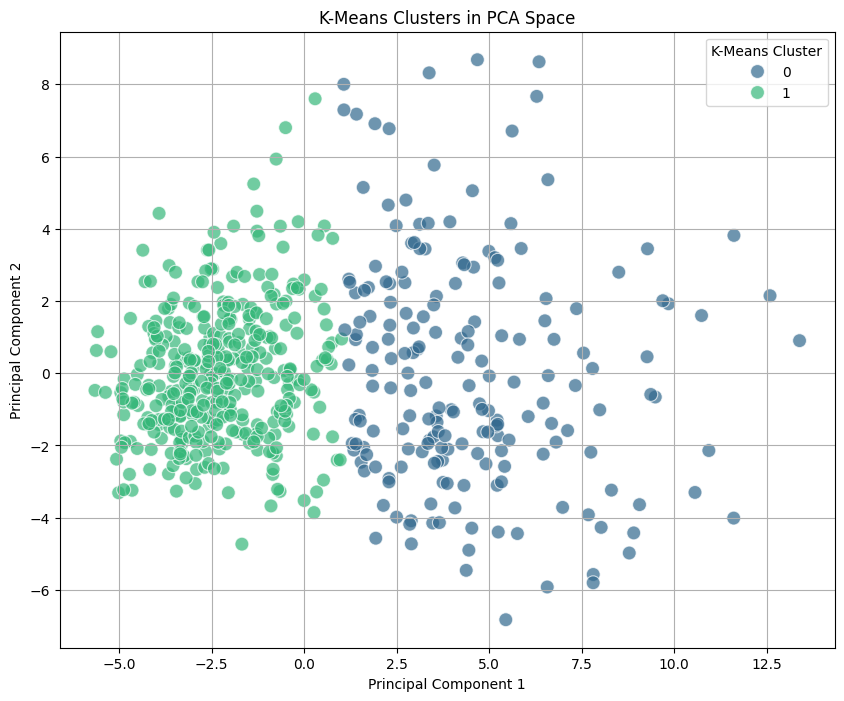 K-Means Clusters in PCA Space
K-Means Cluster
0
1
8
6
4
2
0
−2
−4
−6
Principal Component 2
−5.0 −2.5 0.0 2.5 5.0 7.5 10.0 12.5
Principal Component 1